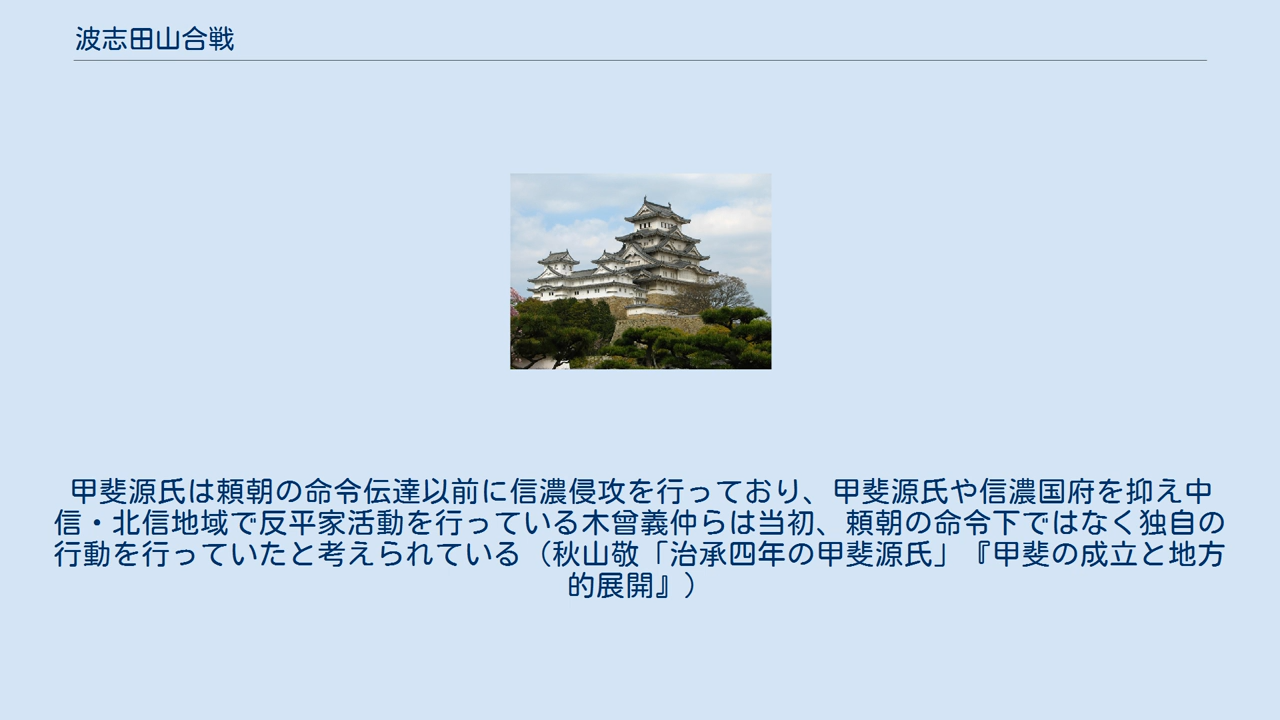 波志田山合戦
甲斐源氏は頼朝の命令伝達以前に信濃侵攻を行っており、甲斐源氏や信濃国府を抑え中
信・北信地域で反平家活動を行っている木曾義仲らは当初、頼朝の命令下ではなく独自の
行動を行っていたと考えられている（秋山敬「治承四年の甲斐源氏」『甲斐の成立と地方
的展開』）